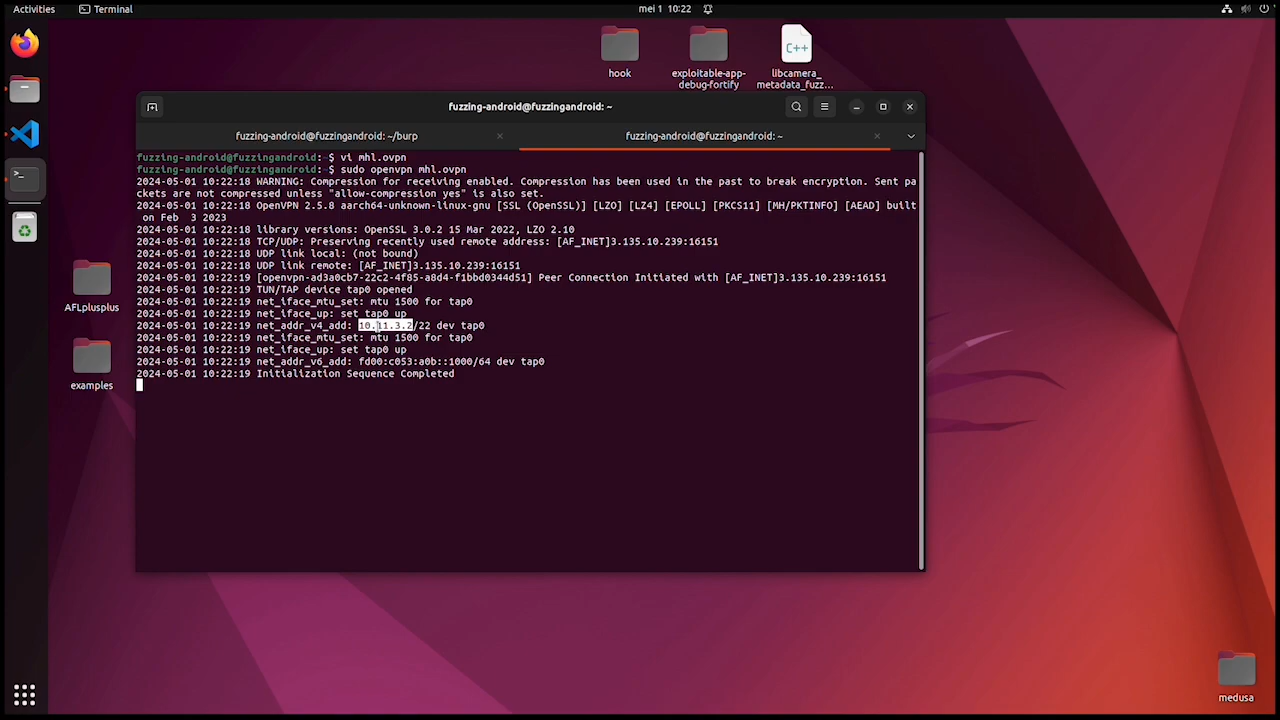 Activities
Terminal
mei 1 10:22
hook
exploitable-app-
debug-fortify
C++
libcamera_
metadata_fuzz...
fuzzing-android@fuzzingandroid: ~
fuzzing-android@fuzzingandroid: ~/burp
fuzzing-android@fuzzingandroid: ~
fuzzing-android@fuzzingandroid:~$ vi mhl.ovpn
fuzzing-android@fuzzingandroid:~$ sudo openvpn mhl.ovpn
2024-05-01 10:22:18 WARNING: Compression for receiving enabled. Compression has been used in the past to break encryption. Sent pa
ckets are not compressed unless "allow-compression yes" is also set.
2024-05-01 10:22:18 OpenVPN 2.5.8 aarch64-unknown-linux-gnu [SSL (OpenSSL)] [LZO] [LZ4] [EPOLL] [PKCS11] [MH/PKTINFO] [AEAD] built
on Feb  3 2023
2024-05-01 10:22:18 library versions: OpenSSL 3.0.2 15 Mar 2022, LZO 2.10
2024-05-01 10:22:18 TCP/UDP: Preserving recently used remote address: [AF_INET]3.135.10.239:16151
2024-05-01 10:22:18 UDP link local: (not bound)
2024-05-01 10:22:18 UDP link remote: [AF_INET]3.135.10.239:16151
2024-05-01 10:22:18 [openvpn-ad3a0cb7-22c2-4f85-a8d4-f1bbd0344d51] Peer Connection Initiated with [AF_INET]3.135.10.239:16151
2024-05-01 10:22:19 TUN/TAP device tap0 opened
2024-05-01 10:22:19 net_iface_mtu_set: mtu 1500 for tap0
2024-05-01 10:22:19 net_iface_up: set tap0 up
2024-05-01 10:22:19 net_addr_v4_add: 10.11.3.2/22 dev tap0
2024-05-01 10:22:19 net_iface_mtu_set: mtu 1500 for tap0
2024-05-01 10:22:19 net_iface_up: set tap0 up
2024-05-01 10:22:19 net_addr_v6_add: fd00:c053:a0b::1000/64 dev tap0
2024-05-01 10:22:19 Initialization Sequence Completed
AFLplusplus
examples
medusa